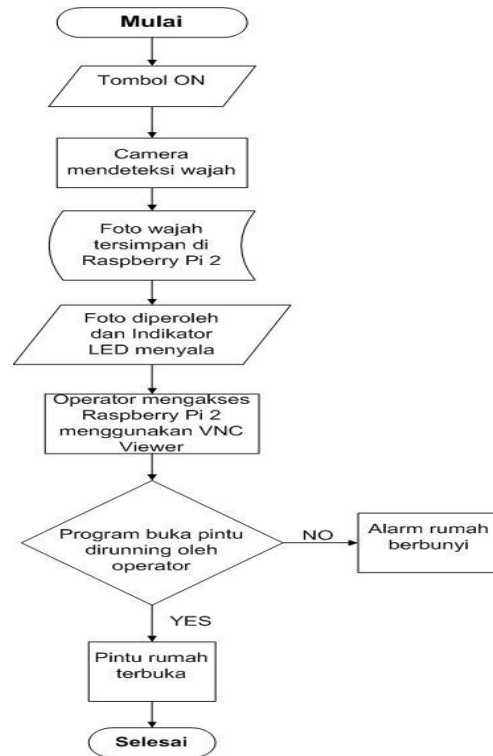 Mulai
Tombol ON
Camera
mendeteksi wajah
Foto wajah
tersimpan di
Raspberry Pi 2
Foto diperoleh
dan Indikator
LED menyala
Operator mengakses
Raspberry Pi 2
menggunakan VNC
Viewer
Program buka pintu
dirunning oleh
operator
NO
Alarm rumah
berbunyi
YES
Pintu rumah
terbuka
Selesai